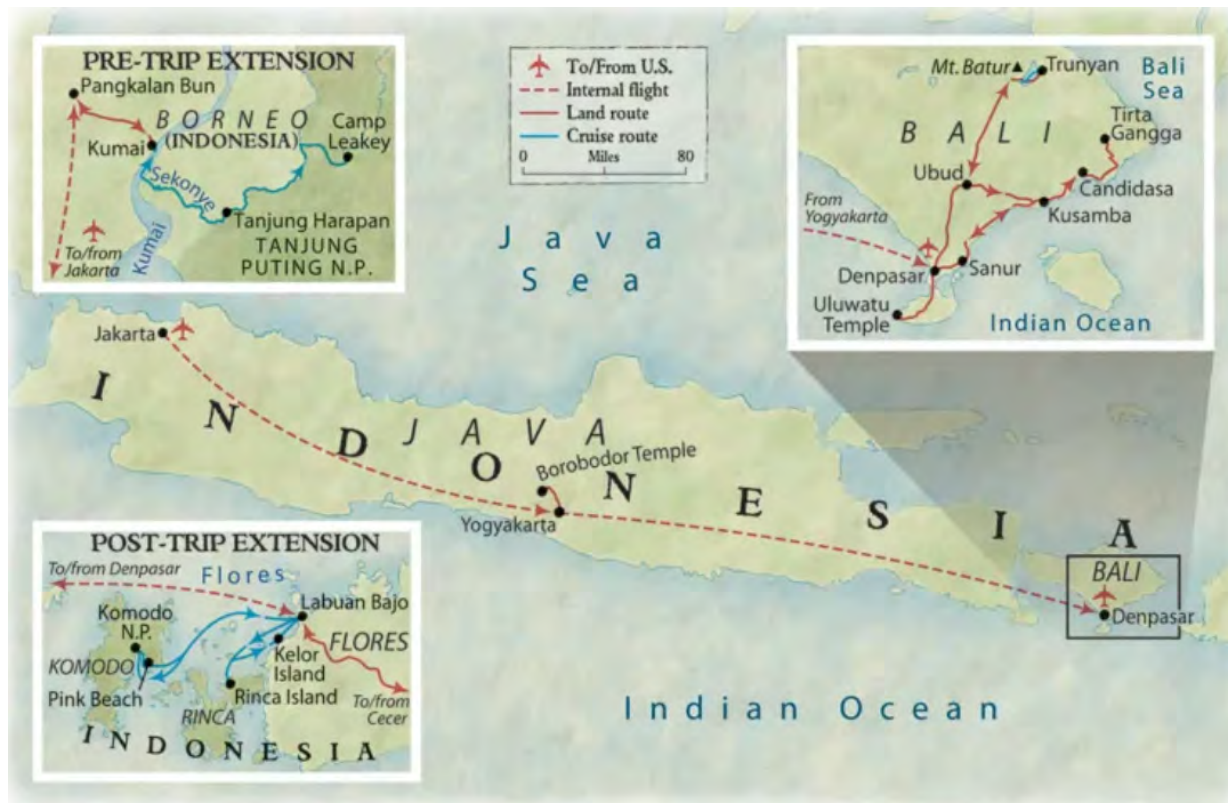 PRE-TRIP EXTENSION
Pangkalan Bun
BORNEO
(INDONESIA)
Camp
Leakey
Kumai
Sekonye
Tanjung Harapan
TANJUNG
PUTING N.P.
To/from
Jakarta
Kumai
To/From U.S.
Internal flight
Land route
Cruise route
0 Miles 80
Mt. Batur
Trunyan
Bali
Sea
BALI
Tirta
Gangga
Ubud
Candidasa
Kusamba
From
Yogyakarta
Denpasar
Sanur
Uluwatu
Temple
Indian Ocean
Java
Sea
Jakarta
INDONESIA
JAVA
Borobodor Temple
Yogyakarta
BALI
Denpasar
Indian Ocean
POST-TRIP EXTENSION
To/from Denpasar
Flores
Labuan Bajo
Komodo
N.P.
FLORES
KOMODO
Kelor
Island
Pink Beach
Rinca Island
RINCA
To/from
Cecer
INDONESIA